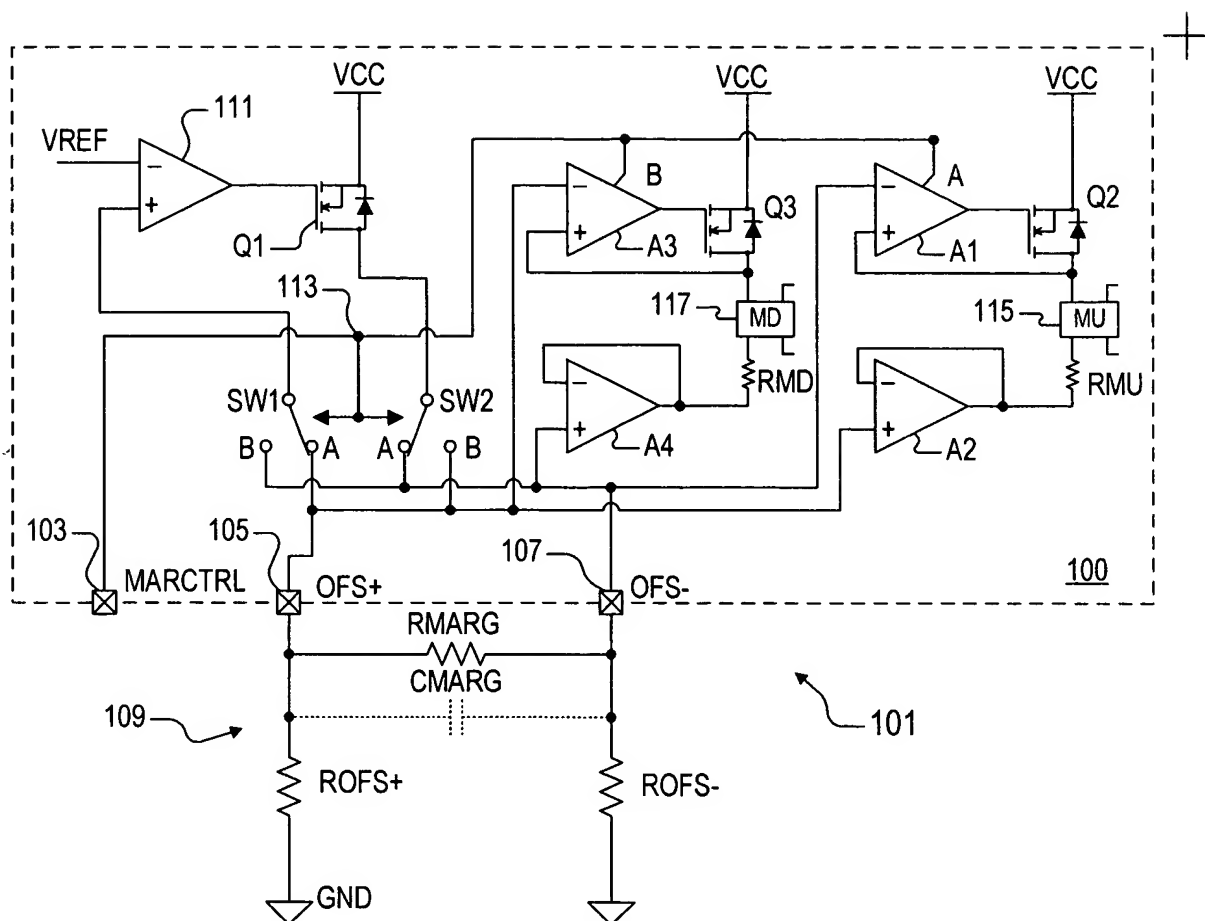 VCC
VCC
VCC
111
VREF
−
+
Q1
B
−
+
A3
Q3
A
−
+
A1
Q2
113
117
MD
115
MU
SW1
SW2
B
A
A
B
−
+
A4
RMD
−
+
A2
RMU
103
105
107
MARCTRL
OFS+
OFS-
100
RMARG
CMARG
109
101
ROFS+
ROFS-
GND